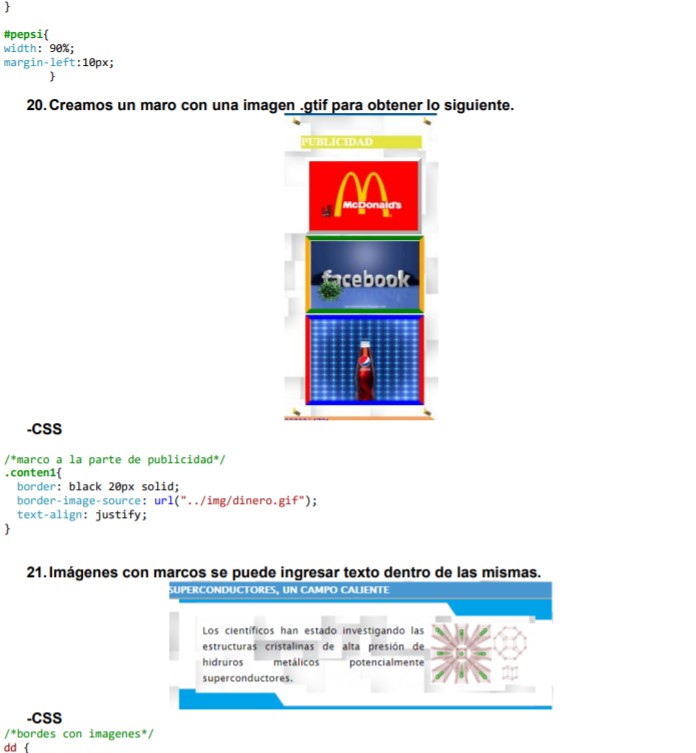 }
#pepsi{
width: 90%;
margin-left:10px;
}
20. Creamos un maro con una imagen .gtif para obtener lo siguiente.
PUBLICIDAD
McDonald's
facebook
-CSS
/*marco a la parte de publicidad*/
.conten1{
border: black 20px solid;
border-image-source: url("../img/dinero.gif");
text-align: justify;
}
21. Imágenes con marcos se puede ingresar texto dentro de las mismas.
SUPERCONDUCTORES, UN CAMPO CALIENTE
Los científicos han estado investigando las
estructuras cristalinas de alta presión de
hidruros metálicos potencialmente
superconductores.
-CSS
/*bordes con imagenes*/
dd {